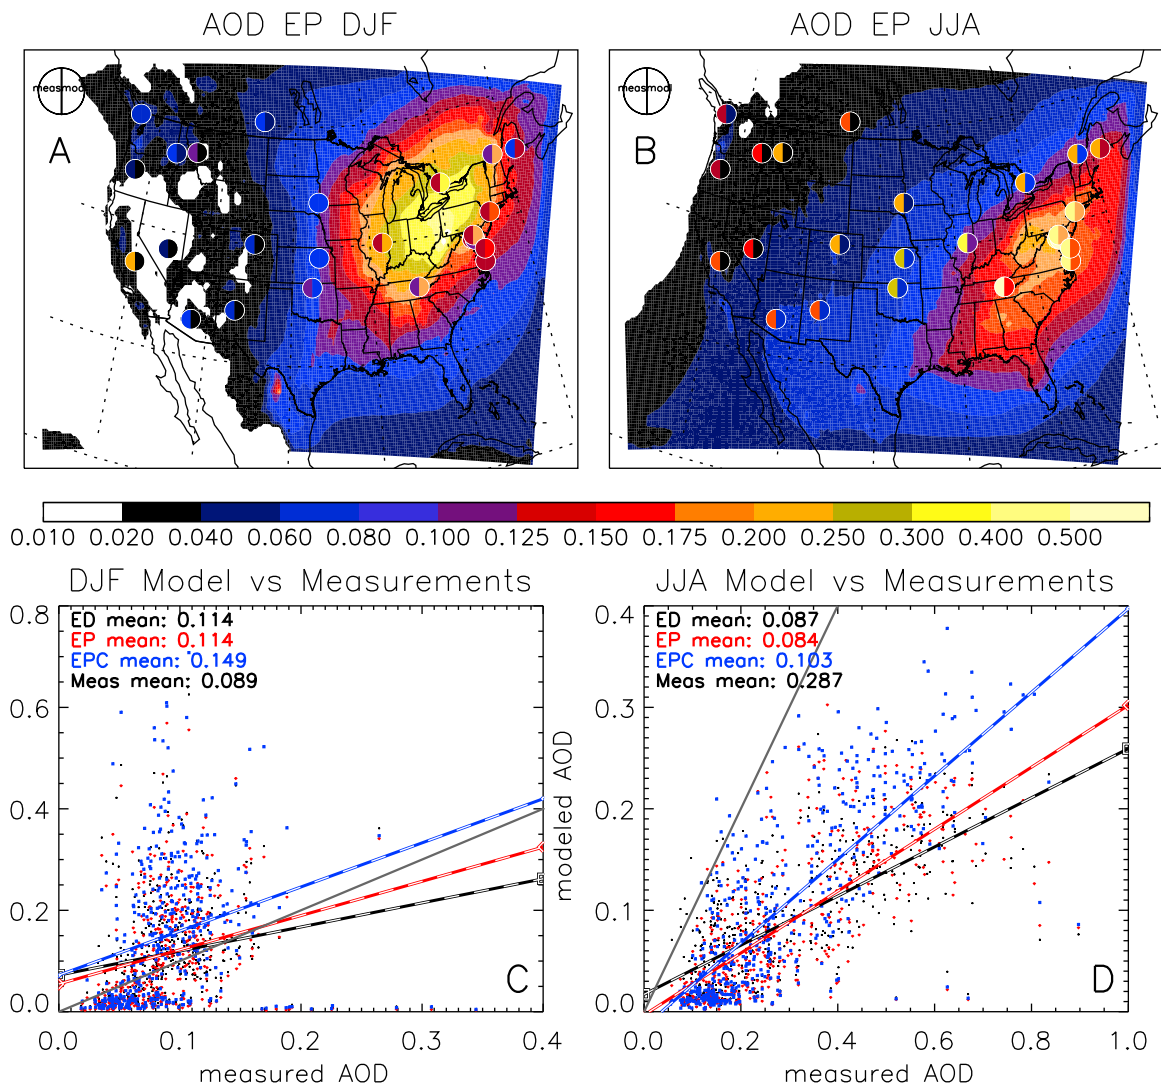 AOD EP DJF
AOD EP JJA
measmodl
A
measmodl
B
0.010 0.020 0.040 0.060 0.080 0.100 0.125 0.150 0.175 0.200 0.250 0.300 0.400 0.500
DJF Model vs Measurements
JJA Model vs Measurements
0.8
ED mean: 0.114
EP mean: 0.114
EPC mean: 0.149
Meas mean: 0.089
0.6
0.4
0.2
0.0
C
0.0 0.1 0.2 0.3 0.4
measured AOD
modeled AOD
0.4
ED mean: 0.087
EP mean: 0.084
EPC mean: 0.103
Meas mean: 0.287
0.3
0.2
0.1
0.0
D
0.0 0.2 0.4 0.6 0.8 1.0
measured AOD